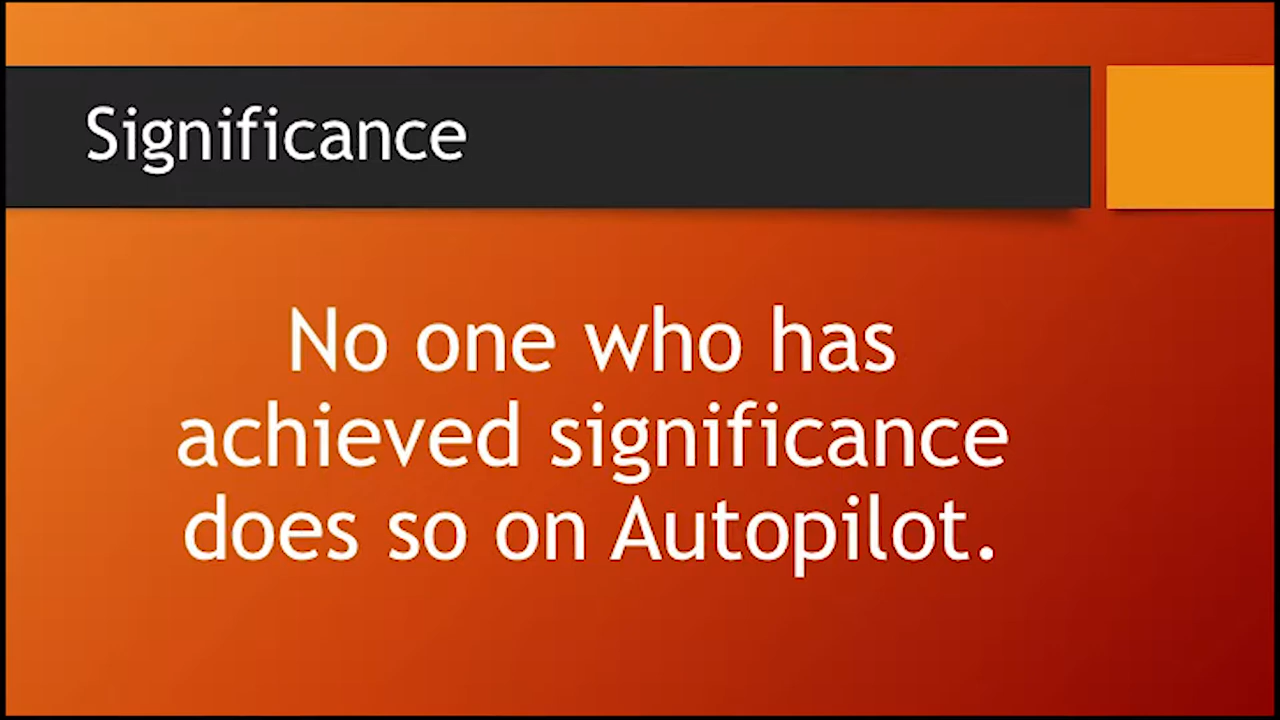 Significance
No one who has
achieved significance
does so on Autopilot.